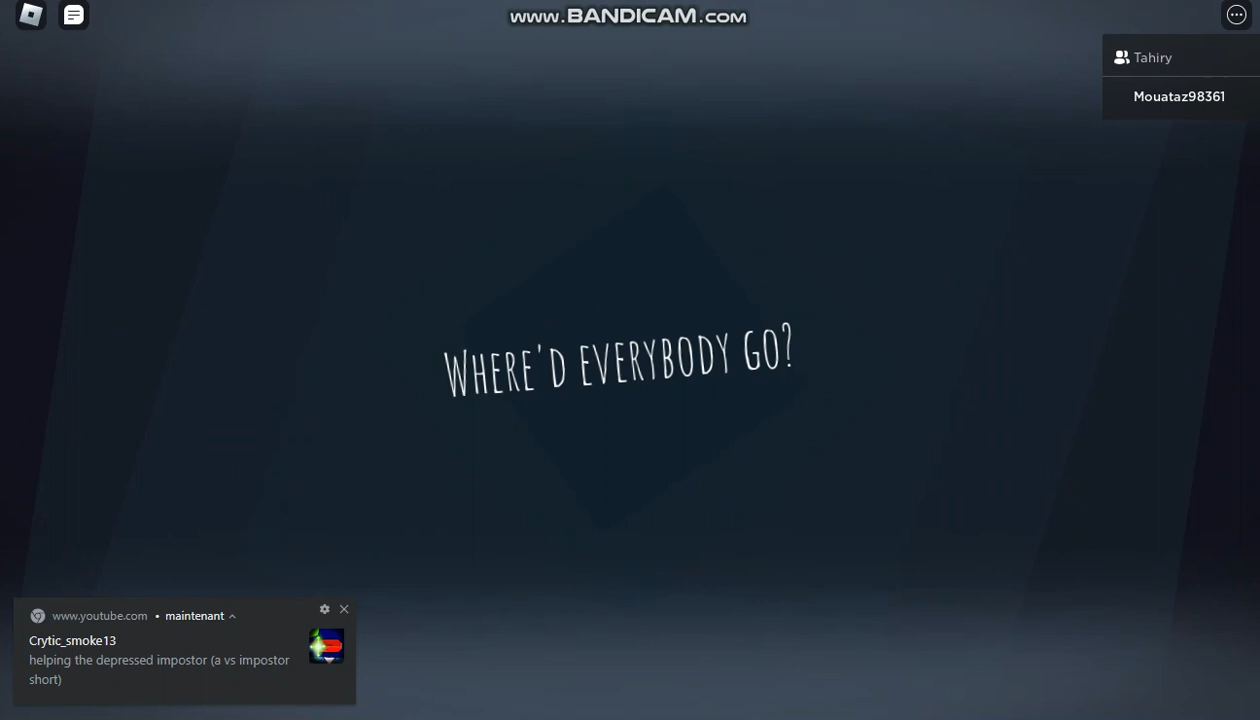 www.BANDICAM.com
Tahiry
Mouataz98361
Where'd everybody go?
www.youtube.com • maintenant
Crytic_smoke13
helping the depressed impostor (a vs impostor
short)